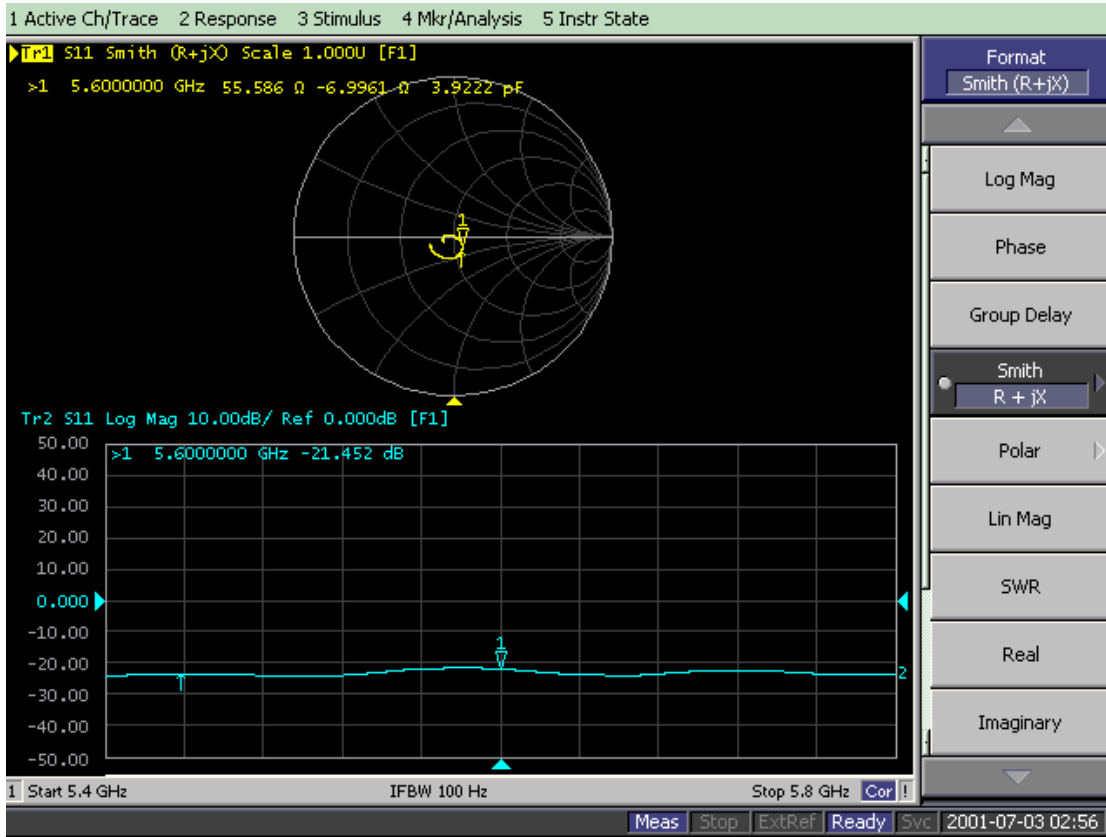 1 Active Ch/Trace 2 Response 3 Stimulus 4 Mkr/Analysis 5 Instr State
Tr1 S11 Smith (R+jX) Scale 1.000U [F1]
>1 5.6000000 GHz 55.586 Ω -6.9961 Ω 3.9222 pF
1
Tr2 S11 Log Mag 10.00dB/ Ref 0.000dB [F1]
>1 5.6000000 GHz -21.452 dB
50.00
40.00
30.00
20.00
10.00
0.000
-10.00
-20.00
-30.00
-40.00
-50.00
1
2
1 Start 5.4 GHz IFBW 100 Hz Stop 5.8 GHz Cor !
Meas Stop ExtRef Ready Svc 2001-07-03 02:56
Format
Smith (R+jX)
Log Mag
Phase
Group Delay
Smith
R + jX
Polar
Lin Mag
SWR
Real
Imaginary